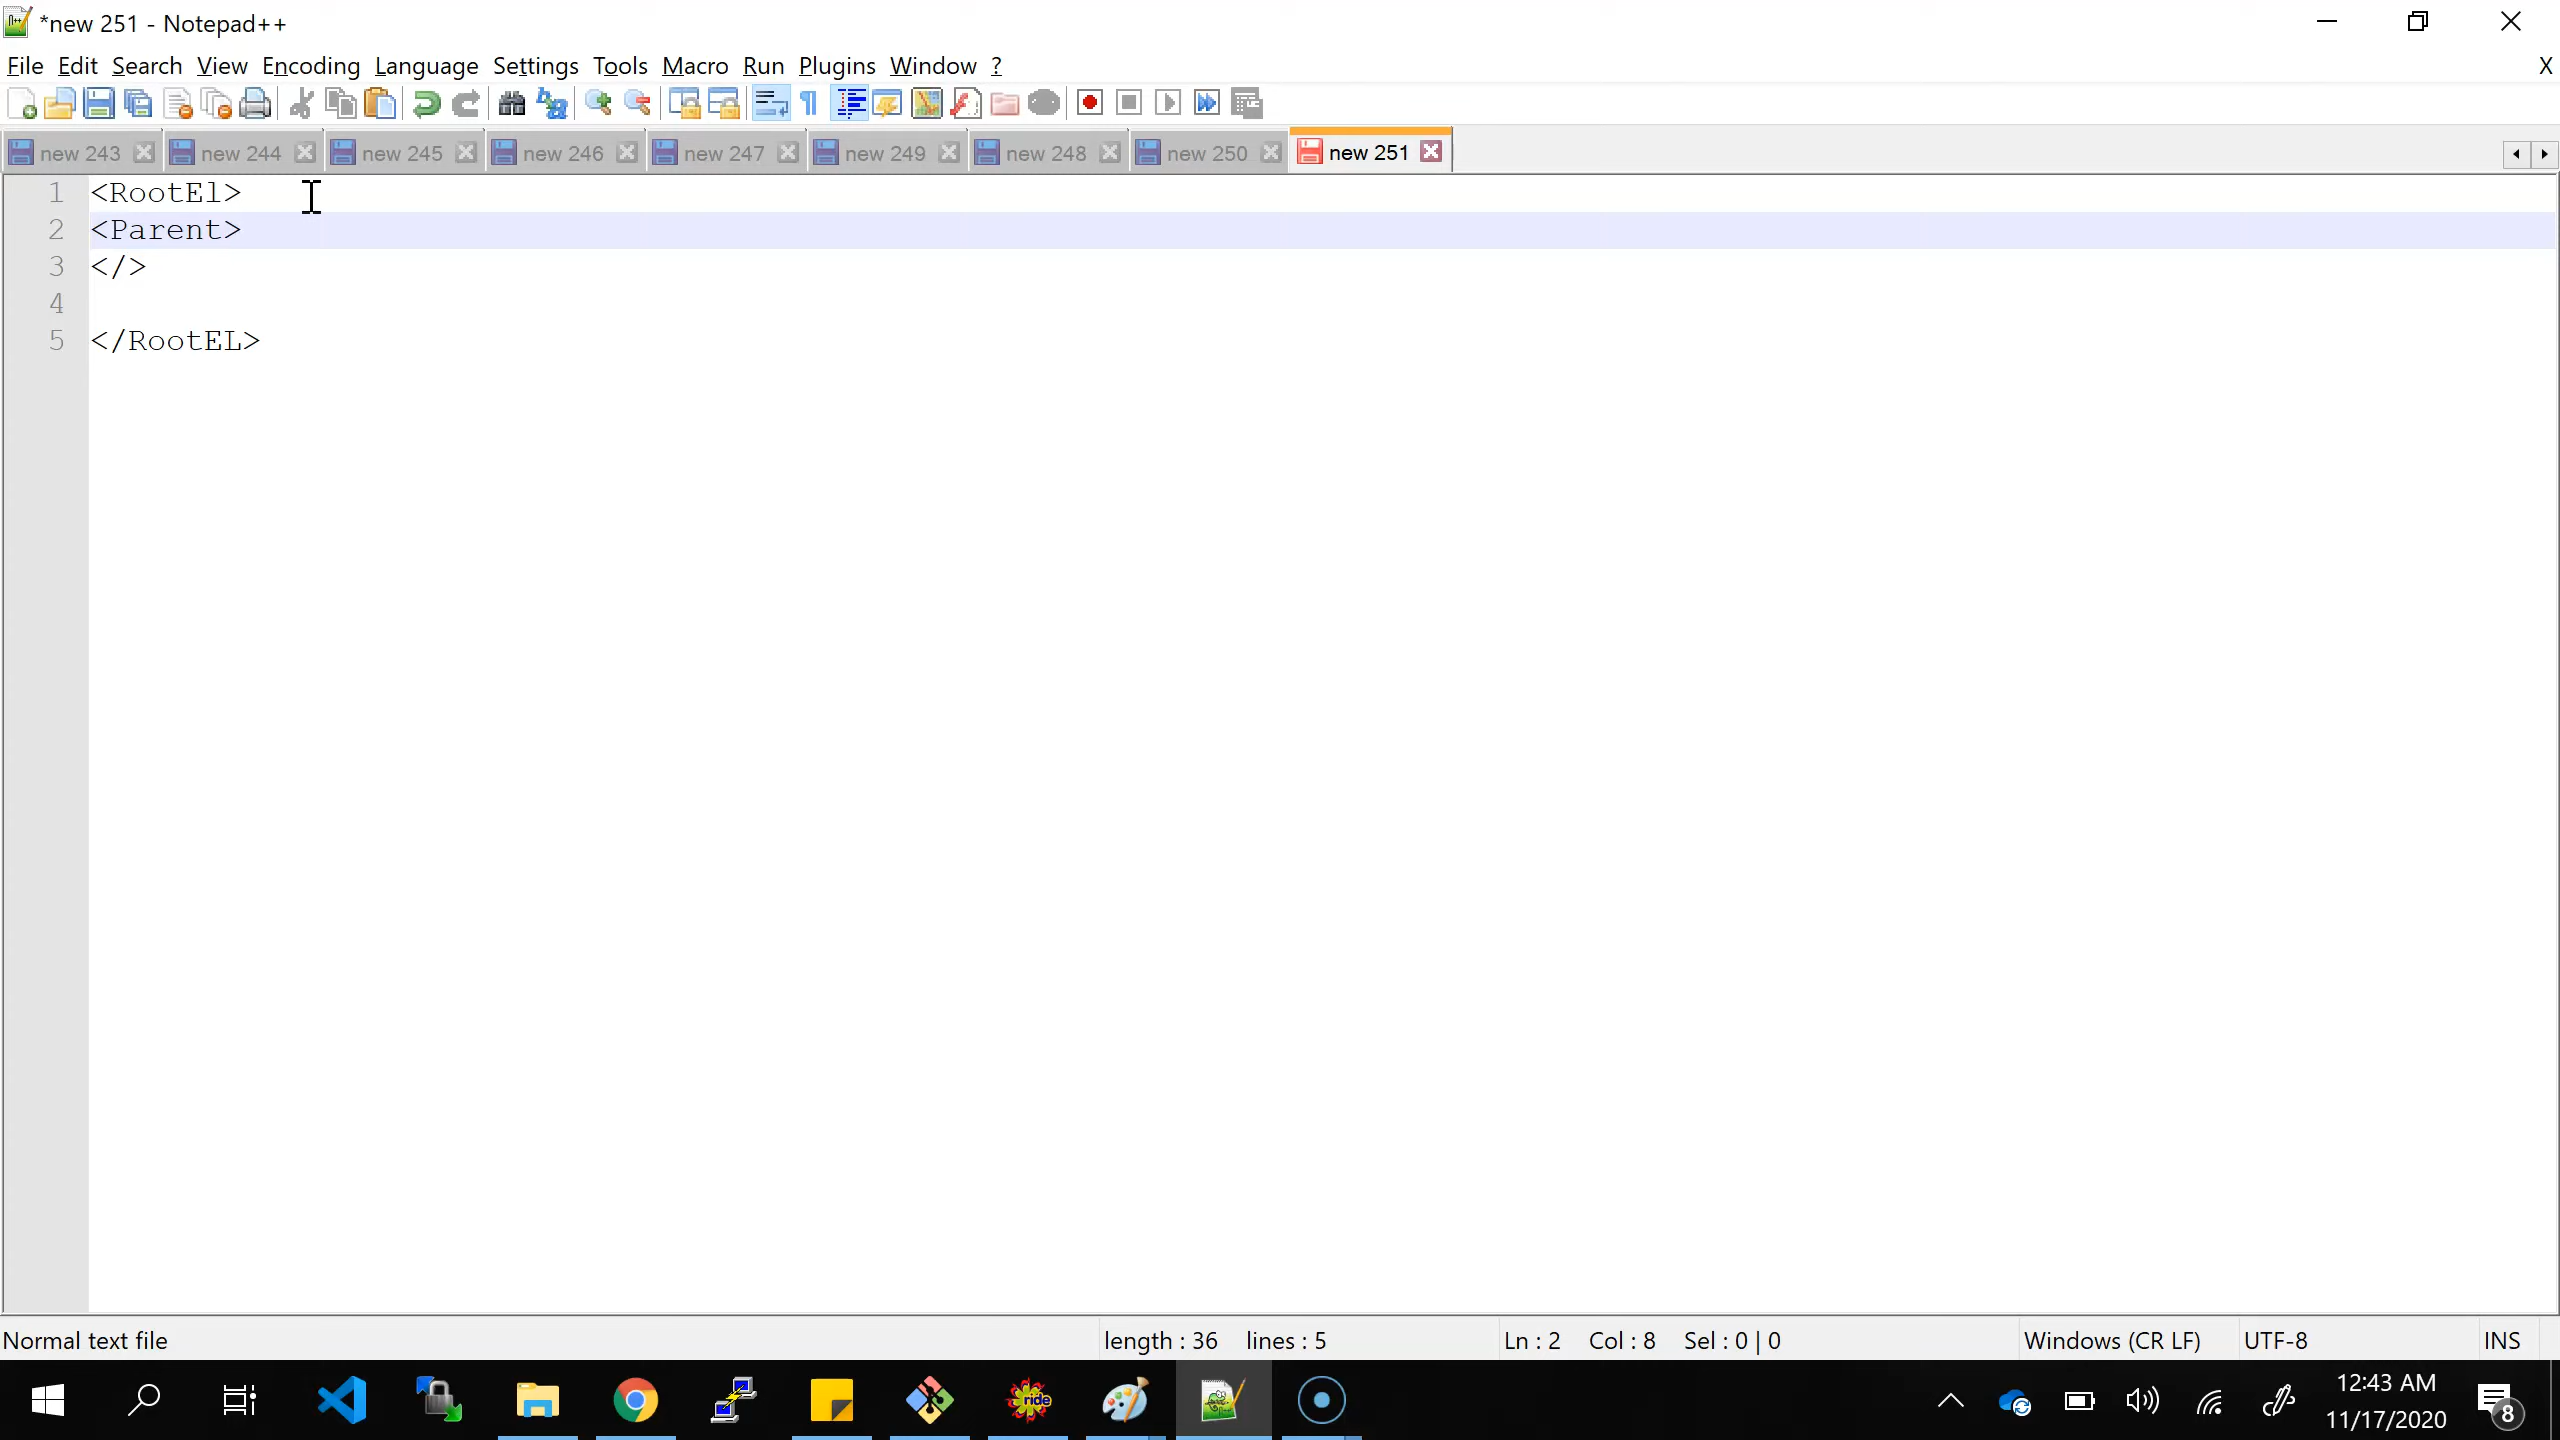 *new 251 - Notepad++
File Edit Search View Encoding Language Settings Tools Macro Run Plugins Window ? X
new 243 new 244 new 245 new 246 new 247 new 249 new 248 new 250 new 251
1 <RootEl>
2 <Parent>
3 </>
4
5 </RootEL>
Normal text file length : 36 lines : 5 Ln : 2 Col : 8 Sel : 0 | 0 Windows (CR LF) UTF-8 INS
12:43 AM
11/17/2020
8